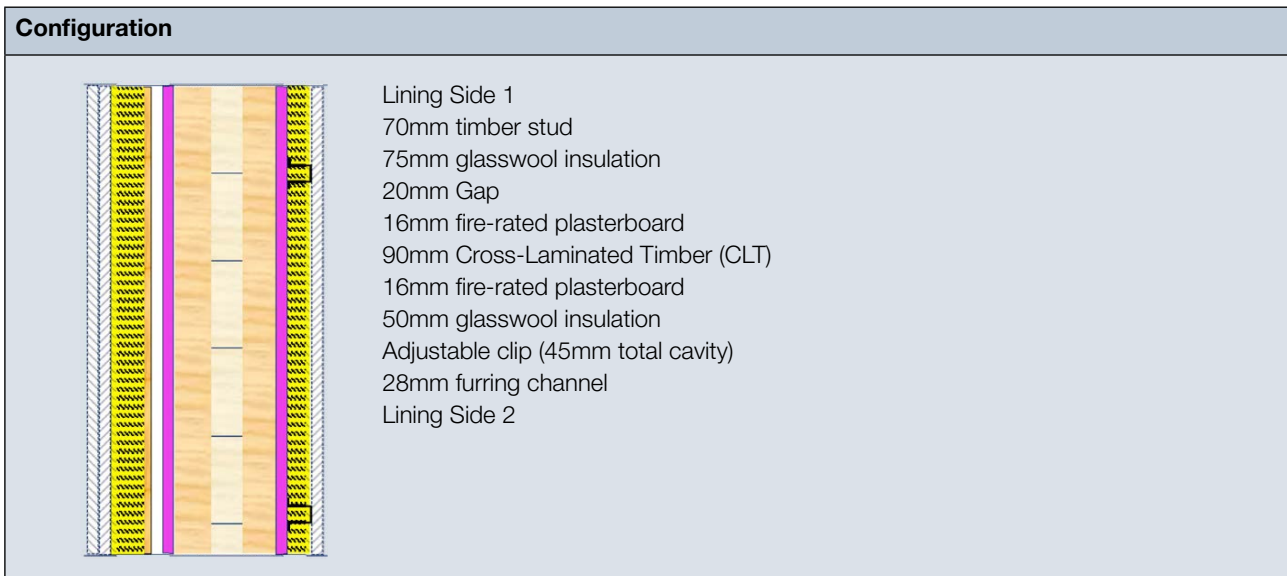 Configuration
Lining Side 1
70mm timber stud
75mm glasswool insulation
20mm Gap
16mm fire-rated plasterboard
90mm Cross-Laminated Timber (CLT)
16mm fire-rated plasterboard
50mm glasswool insulation
Adjustable clip (45mm total cavity)
28mm furring channel
Lining Side 2